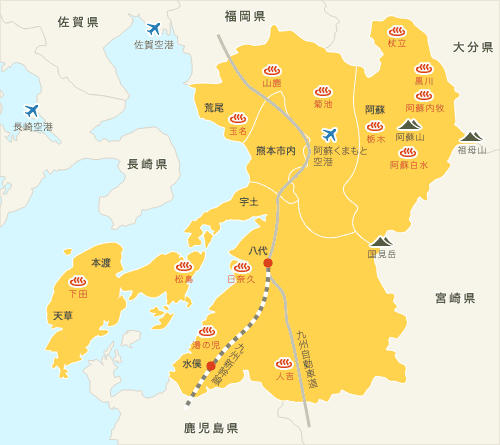 福岡県
佐賀県
佐賀空港
杖立
大分県
山鹿
黒川
菊池
荒尾
阿蘇
阿蘇内牧
長崎空港
玉名
栃木
阿蘇山
熊本市内
阿蘇くまもと
空港
祖母山
長崎県
阿蘇白水
宇土
八代
国見岳
本渡
松島
日奈久
下田
宮崎県
天草
湯の児
九州新幹線
九州自動車道
水俣
人吉
鹿児島県